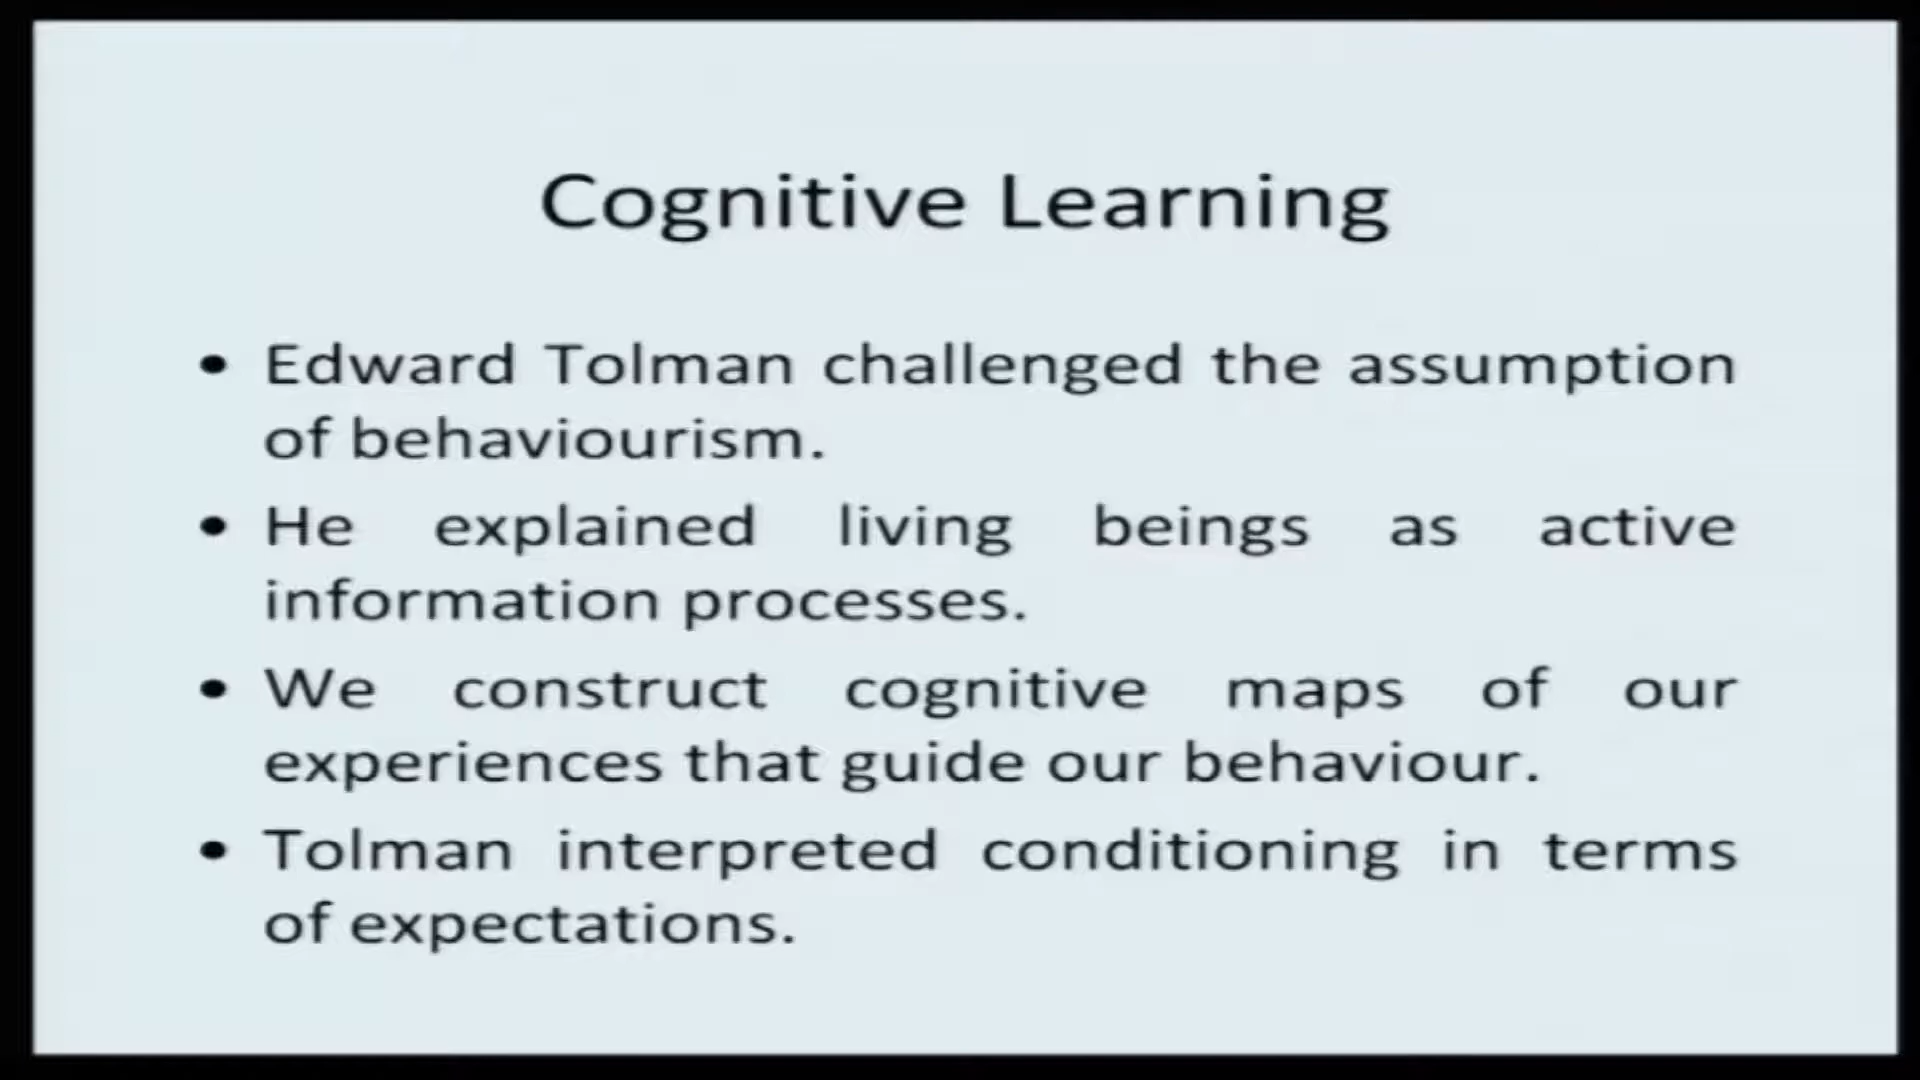 Cognitive Learning
• Edward Tolman challenged the assumption
of behaviourism.
• He explained living beings as active
information processes.
• We construct cognitive maps of our
experiences that guide our behaviour.
• Tolman interpreted conditioning in terms
of expectations.